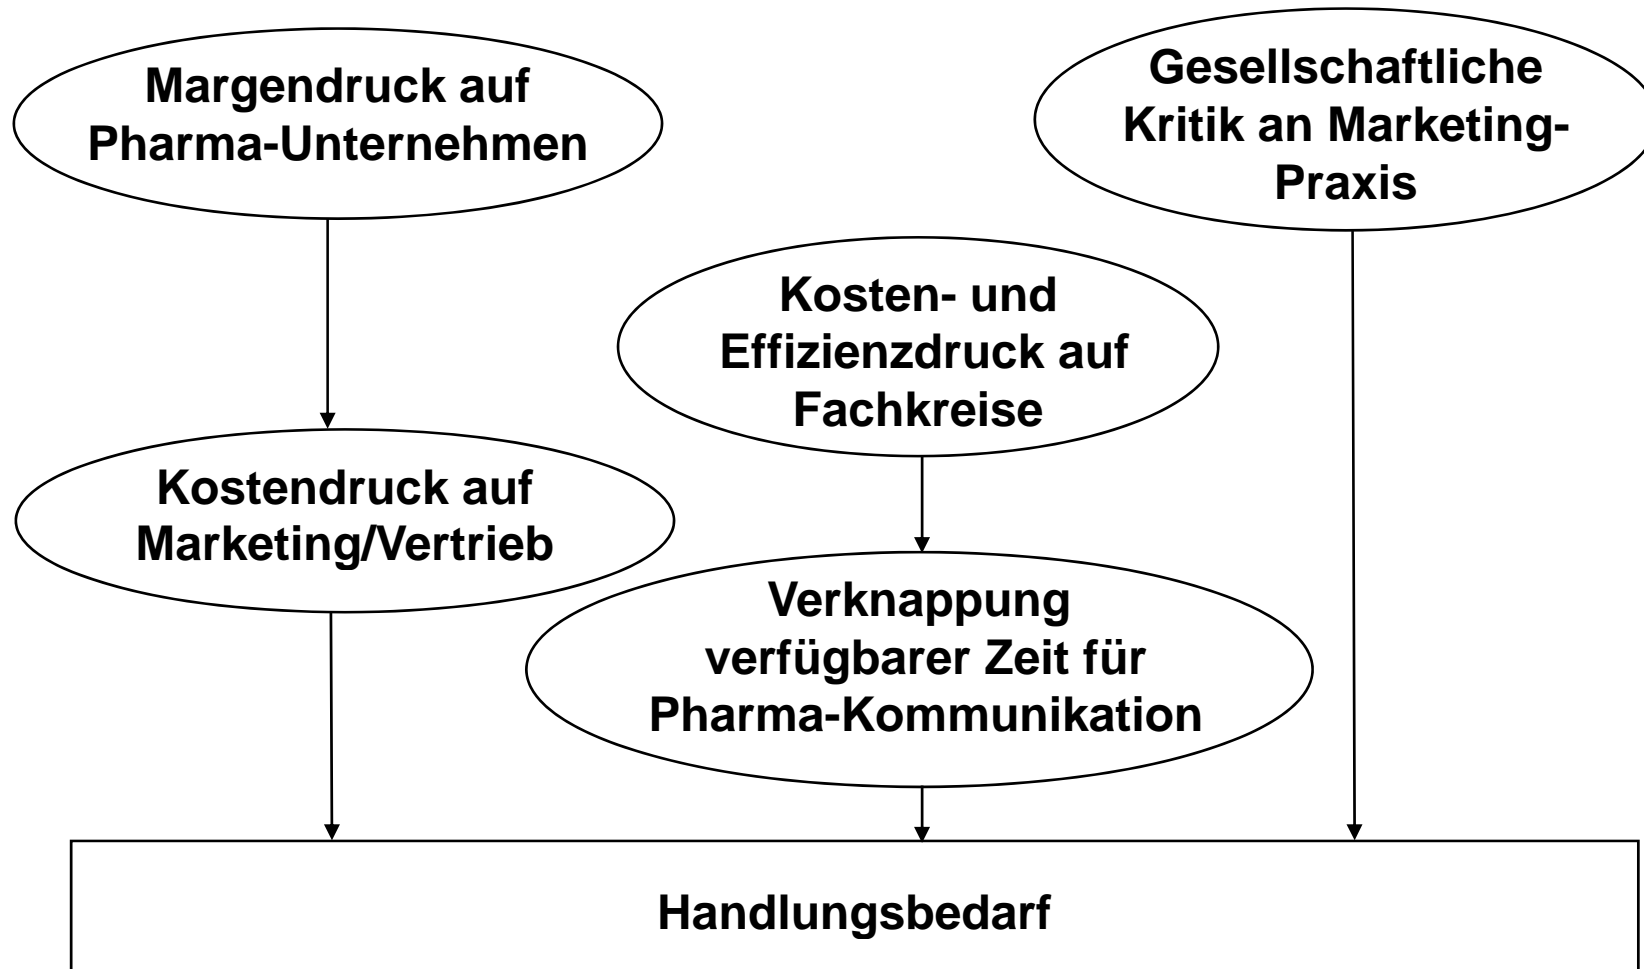 Margendruck auf
Pharma-Unternehmen
Gesellschaftliche
Kritik an Marketing-
Praxis
Kosten- und
Effizienzdruck auf
Fachkreise
Kostendruck auf
Marketing/Vertrieb
Verknappung
verfügbarer Zeit für
Pharma-Kommunikation
Handlungsbedarf